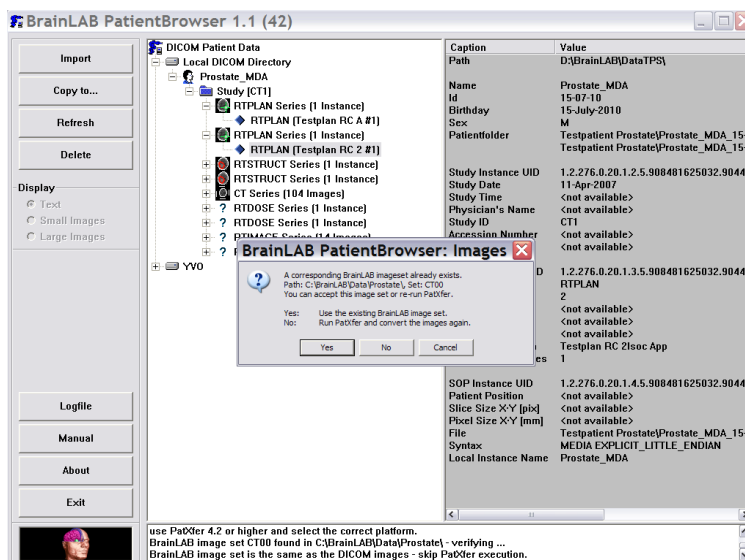 BrainLAB PatientBrowser 1.1 (42)
Import
Copy to...
Refresh
Delete
Display
Text
Small Images
Large Images
Logfile
Manual
About
Exit
DICOM Patient Data
Local DICOM Directory
Prostate_MDA
Study [CT1]
RTPLAN Series [1 Instance]
RTPLAN [Testplan RC A #1]
RTPLAN Series [1 Instance]
RTPLAN [Testplan RC 2 #1]
RTSTRUCT Series [1 Instance]
RTSTRUCT Series [1 Instance]
CT Series [104 Images]
? RTDOSE Series [1 Instance]
? RTDOSE Series [1 Instance]
? RTIMAGE Series [14 Images]
?
YVO
Caption Value
Path D:\BrainLAB\DataTPS\
Name Prostate_MDA
Id 15-07-10
Birthday 15-July-2010
Sex M
Patientfolder Testpatient Prostate\Prostate_MDA_15-
Testpatient Prostate\Prostate_MDA_15-
Study Instance UID 1.2.276.0.20.1.2.5.908481625032.9044
Study Date 11-Apr-2007
Study Time <not available>
Physician's Name <not available>
Study ID CT1
Accession Number <not available>
<not available>
D 1.2.276.0.20.1.3.5.908481625032.9044
RTPLAN
2
<not available>
<not available>
<not available>
Testplan RC 2Isoc App
es 1
SOP Instance UID 1.2.276.0.20.1.4.5.908481625032.9044
Patient Position <not available>
Slice Size X·Y [pix] <not available>
Pixel Size X·Y [mm] <not available>
File Testpatient Prostate\Prostate_MDA_15-
Syntax MEDIA EXPLICIT_LITTLE_ENDIAN
Local Instance Name Prostate_MDA
BrainLAB PatientBrowser: Images
A corresponding BrainLAB imageset already exists.
Path: C:\BrainLAB\Data\Prostate\, Set: CT00
You can accept this image set or re-run PatXfer.
Yes: Use the existing BrainLAB image set.
No: Run PatXfer and convert the images again.
Yes
No
Cancel
use PatXfer 4.2 or higher and select the correct platform.
BrainLAB image set CT00 found in C:\BrainLAB\Data\Prostate\ - verifying ...
BrainLAB image set is the same as the DICOM images - skip PatXfer execution.